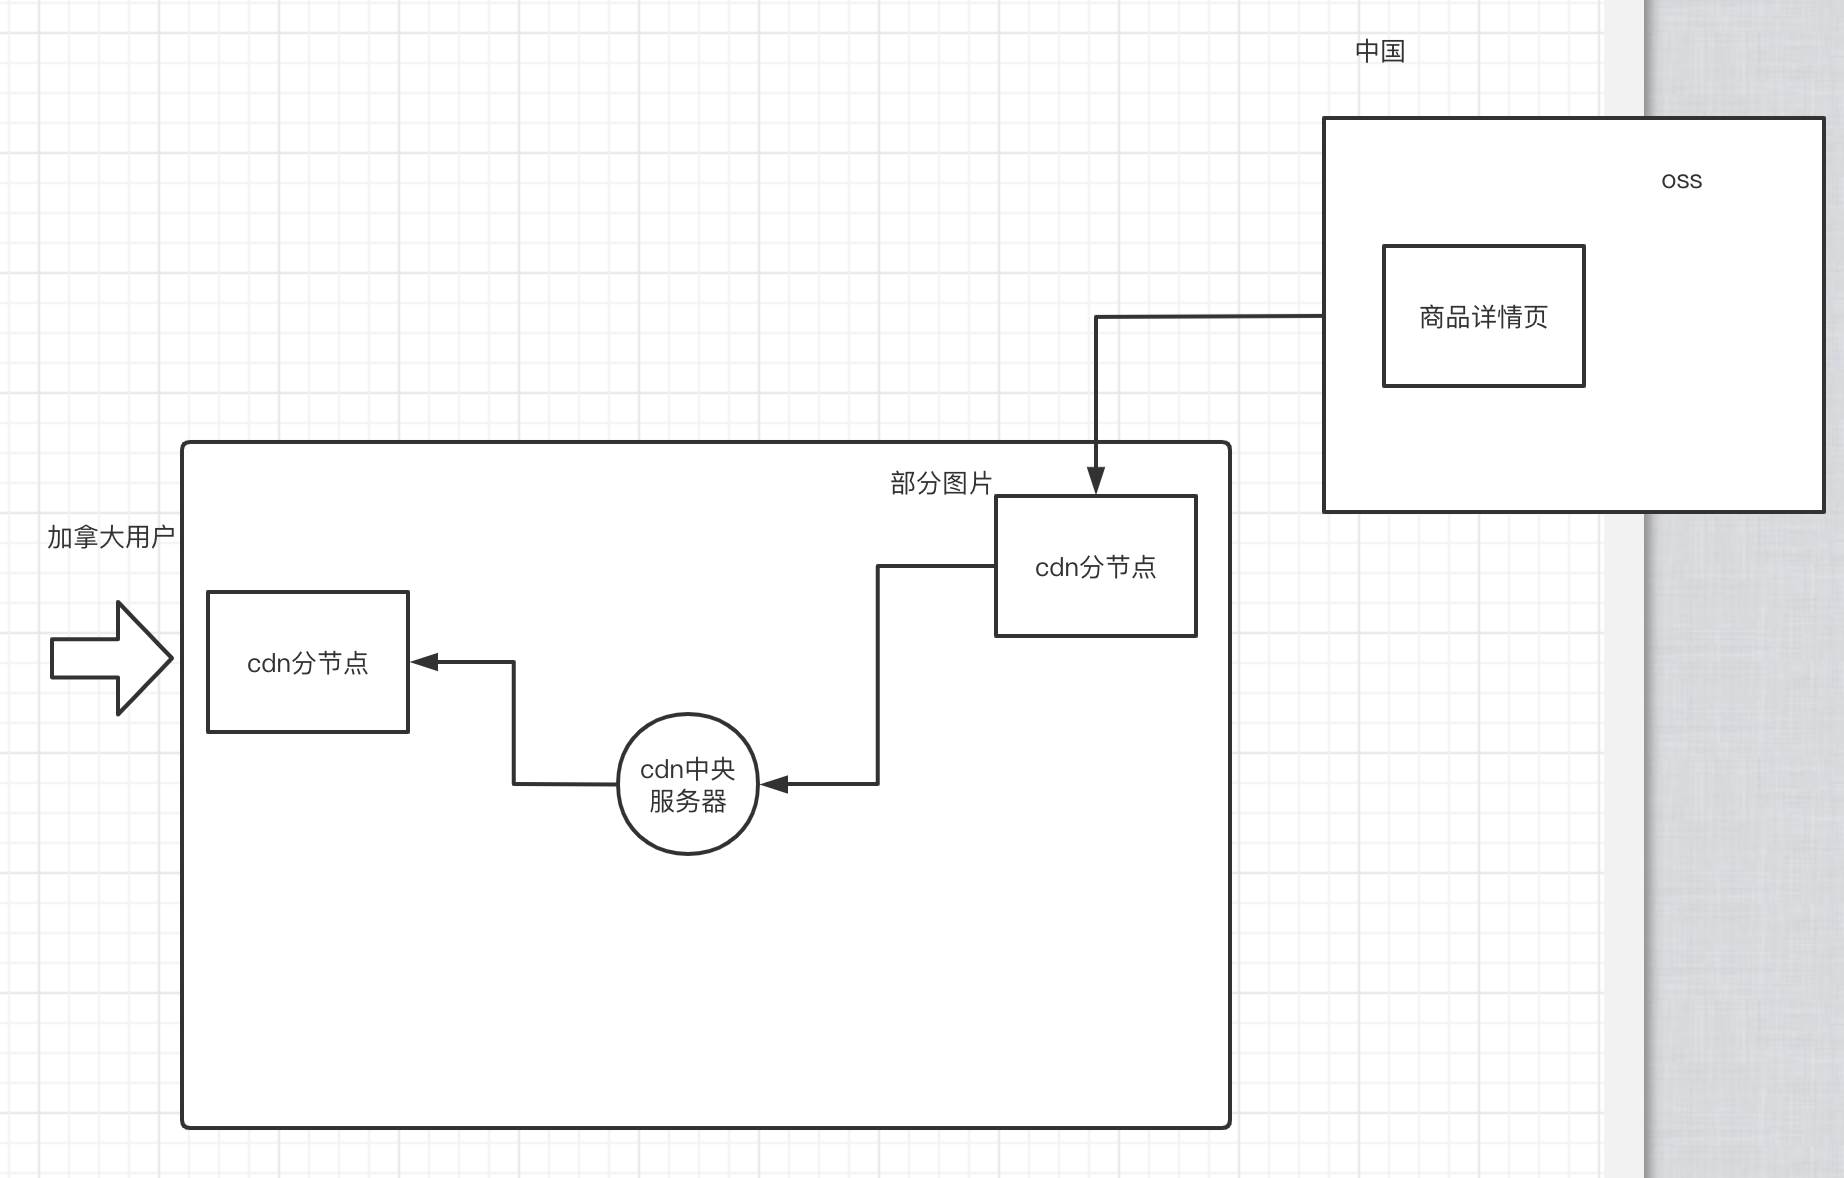 中国
oss
商品详情页
部分图片
加拿大用户
cdn分节点
cdn分节点
cdn中央
服务器